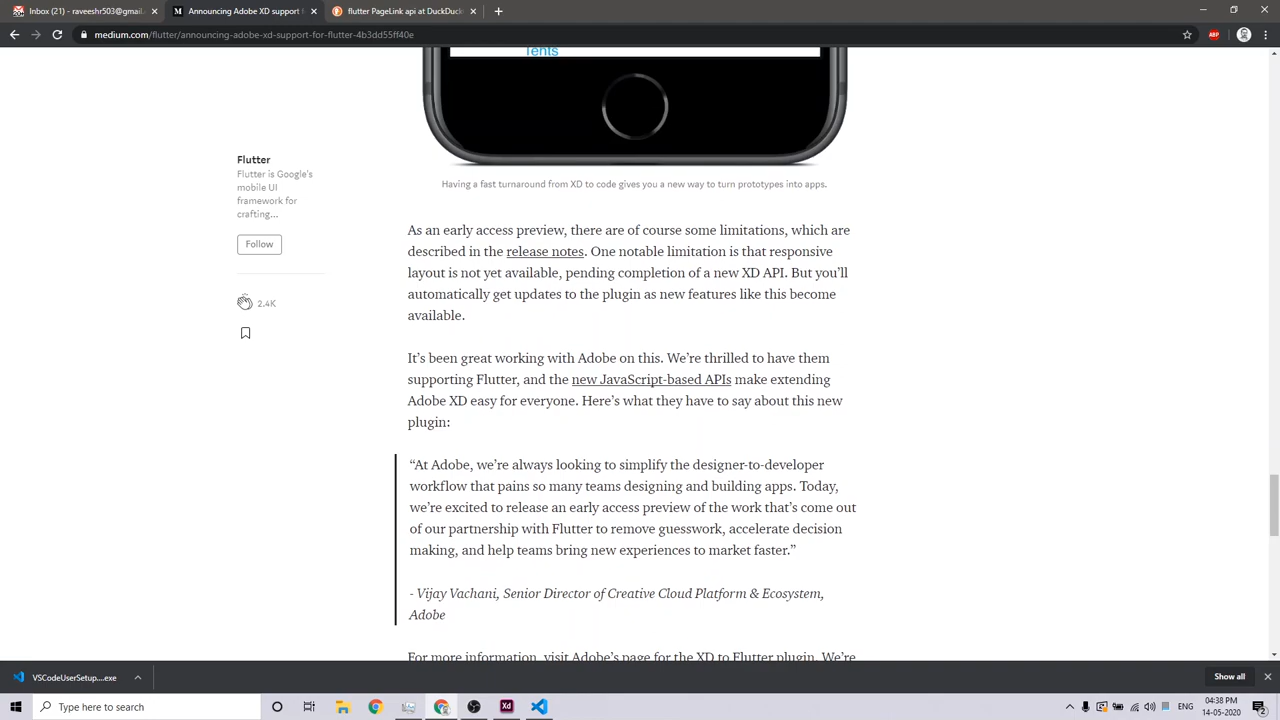 Inbox (21) - raveeshr503@gmail.
Announcing Adobe XD support fo
flutter PageLink api at DuckDuck
medium.com/flutter/announcing-adobe-xd-support-for-flutter-4b3dd55ff40e
ABP
Tents
Having a fast turnaround from XD to code gives you a new way to turn prototypes into apps.
Flutter
Flutter is Google's
mobile UI
framework for
crafting...
Follow
2.4K
As an early access preview, there are of course some limitations, which are
described in the release notes. One notable limitation is that responsive
layout is not yet available, pending completion of a new XD API. But you'll
automatically get updates to the plugin as new features like this become
available.
It's been great working with Adobe on this. We're thrilled to have them
supporting Flutter, and the new JavaScript-based APIs make extending
Adobe XD easy for everyone. Here's what they have to say about this new
plugin:
“At Adobe, we're always looking to simplify the designer-to-developer
workflow that pains so many teams designing and building apps. Today,
we're excited to release an early access preview of the work that's come out
of our partnership with Flutter to remove guesswork, accelerate decision
making, and help teams bring new experiences to market faster.”
- Vijay Vachani, Senior Director of Creative Cloud Platform & Ecosystem,
Adobe
For more information, visit Adobe's page for the XD to Flutter plugin. We're
VSCodeUserSetup....exe
Show all
Type here to search
Xd
ENG
04:38 PM
14-05-2020
2